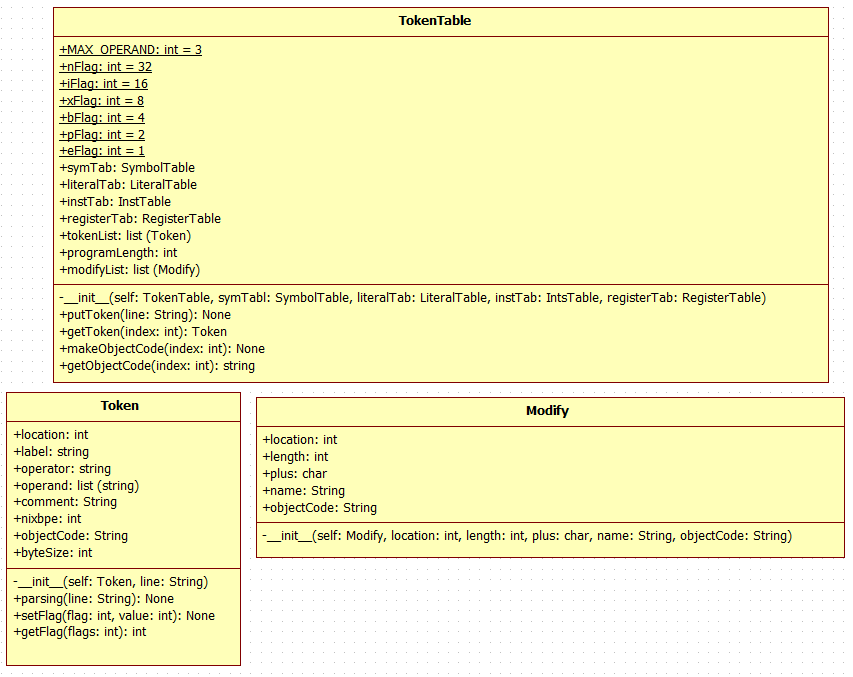 TokenTable
+MAX_OPERAND: int = 3
+nFlag: int = 32
+iFlag: int = 16
+xFlag: int = 8
+bFlag: int = 4
+pFlag: int = 2
+eFlag: int = 1
+symTab: SymbolTable
+literalTab: LiteralTable
+instTab: InstTable
+registerTab: RegisterTable
+tokenList: list (Token)
+programLength: int
+modifyList: list (Modify)
-__init__(self: TokenTable, symTabl: SymbolTable, literalTab: LiteralTable, instTab: IntsTable, registerTab: RegisterTable)
+putToken(line: String): None
+getToken(index: int): Token
+makeObjectCode(index: int): None
+getObjectCode(index: int): string
Token
+location: int
+label: string
+operator: string
+operand: list (string)
+comment: String
+nixbpe: int
+objectCode: String
+byteSize: int
-__init__(self: Token, line: String)
+parsing(line: String): None
+setFlag(flag: int, value: int): None
+getFlag(flags: int): int
Modify
+location: int
+length: int
+plus: char
+name: String
+objectCode: String
-__init__(self: Modify, location: int, length: int, plus: char, name: String, objectCode: String)